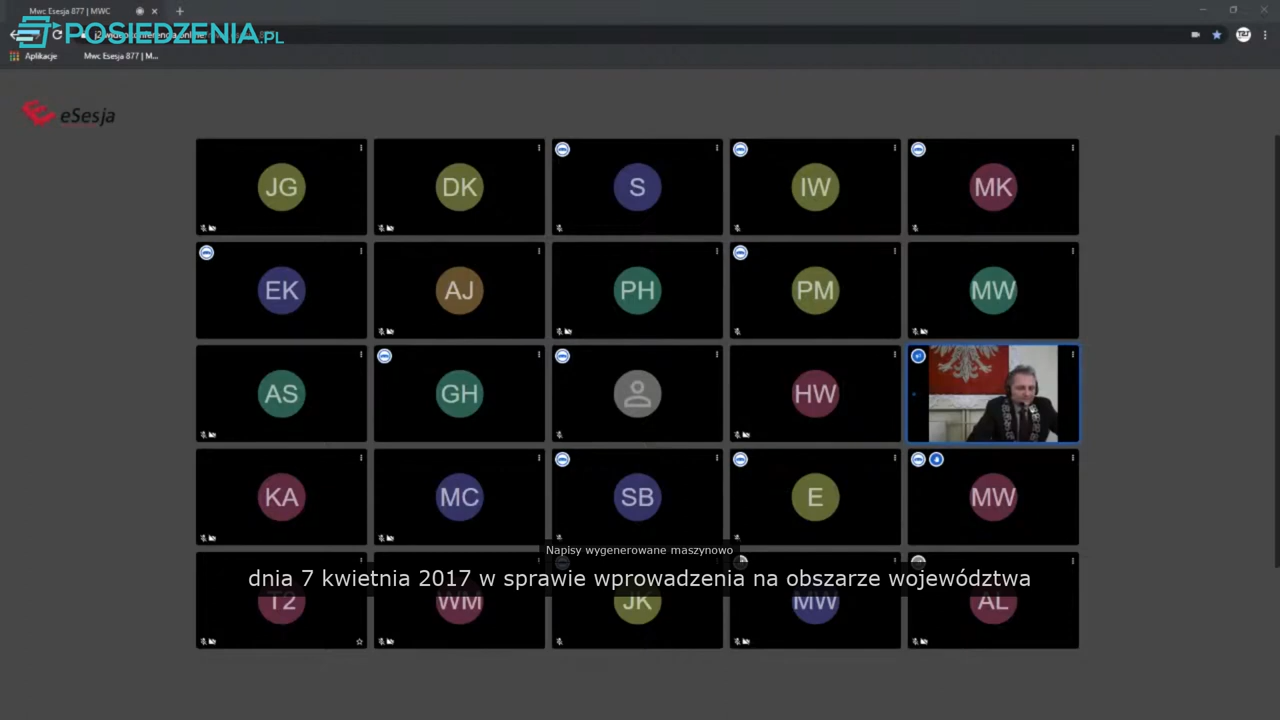 Mwc Esesja 877 | MWC
POSIEDZENIA.PL
Aplikacje
Mwc Esesja 877 | M...
eSesja
JG DK S IW MK
EK AJ PH PM MW
AS GH HW
KA MC SB E MW
Napisy wygenerowane maszynowo
dnia 7 kwietnia 2017 w sprawie wprowadzenia na obszarze województwa
T2 WM JK MW AL